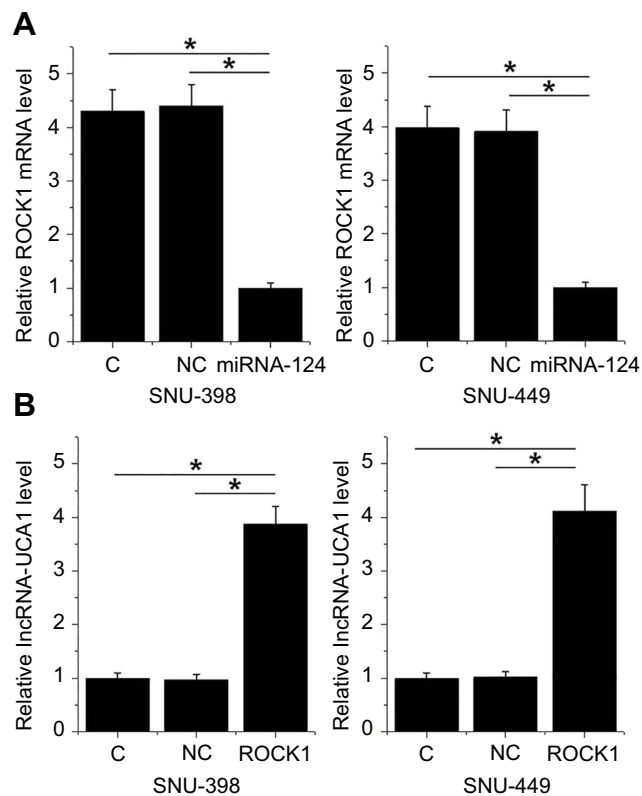 A
Relative ROCK1 mRNA level
5
4
3
2
1
0
*
*
C NC miRNA-124
SNU-398
Relative ROCK1 mRNA level
5
4
3
2
1
0
*
*
C NC miRNA-124
SNU-449
B
Relative lncRNA-UCA1 level
5
4
3
2
1
0
*
*
C NC ROCK1
SNU-398
Relative lncRNA-UCA1 level
5
4
3
2
1
0
*
*
C NC ROCK1
SNU-449